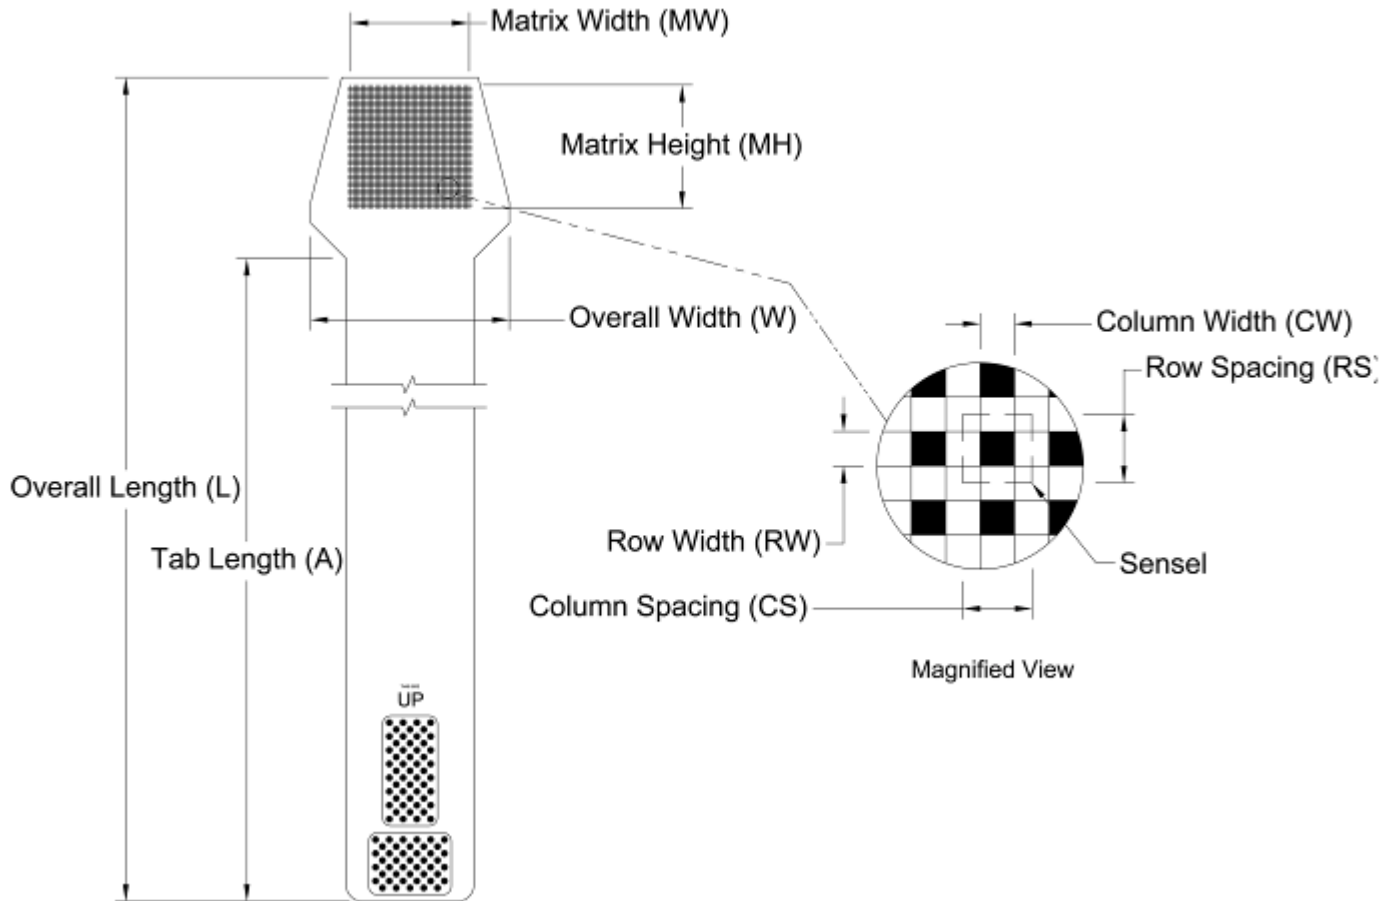 Matrix Width (MW)
Matrix Height (MH)
Overall Width (W)
Column Width (CW)
Row Spacing (RS)
Overall Length (L)
Tab Length (A)
Row Width (RW)
Sensel
Column Spacing (CS)
Magnified View
UP